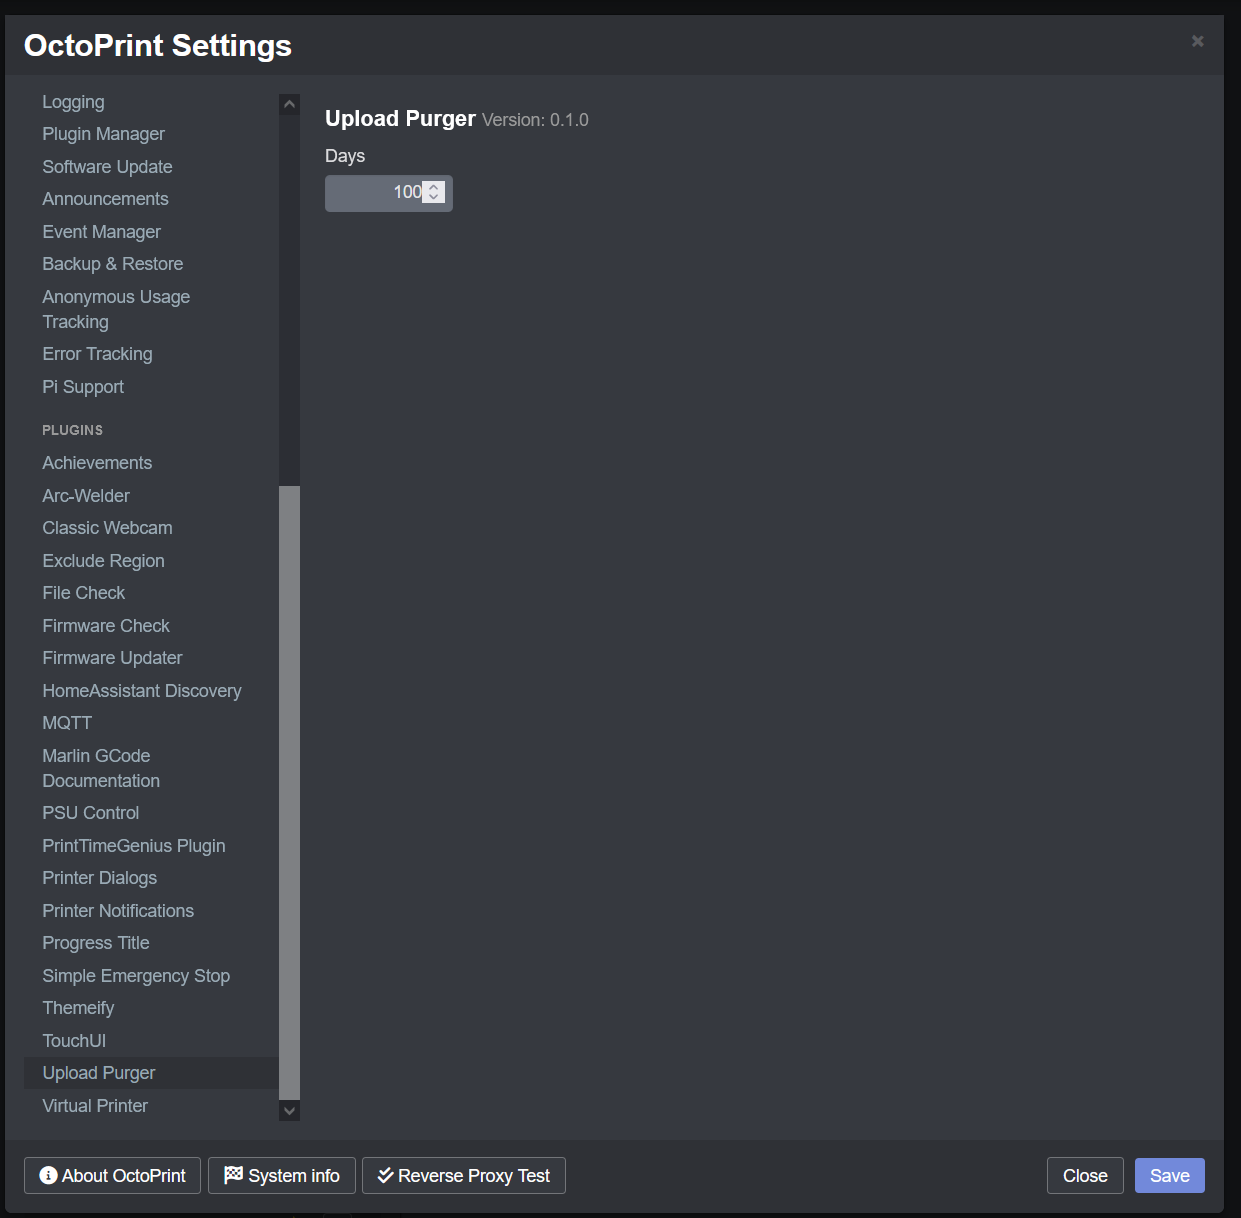 OctoPrint Settings
×
Logging
Plugin Manager
Software Update
Announcements
Event Manager
Backup & Restore
Anonymous Usage
Tracking
Error Tracking
Pi Support
PLUGINS
Achievements
Arc-Welder
Classic Webcam
Exclude Region
File Check
Firmware Check
Firmware Updater
HomeAssistant Discovery
MQTT
Marlin GCode
Documentation
PSU Control
PrintTimeGenius Plugin
Printer Dialogs
Printer Notifications
Progress Title
Simple Emergency Stop
Themeify
TouchUI
Upload Purger
Virtual Printer
Upload Purger Version: 0.1.0
Days
100
About OctoPrint
System info
Reverse Proxy Test
Close
Save